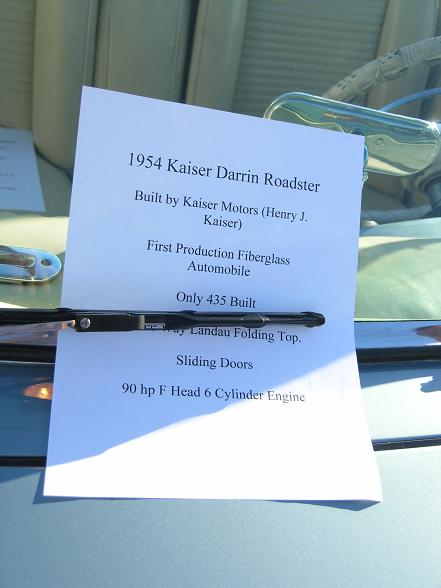 1954 Kaiser Darrin Roadster
Built by Kaiser Motors (Henry J.
Kaiser)
First Production Fiberglass
Automobile
Only 435 Built
Way Landau Folding Top.
Sliding Doors
90 hp F Head 6 Cylinder Engine